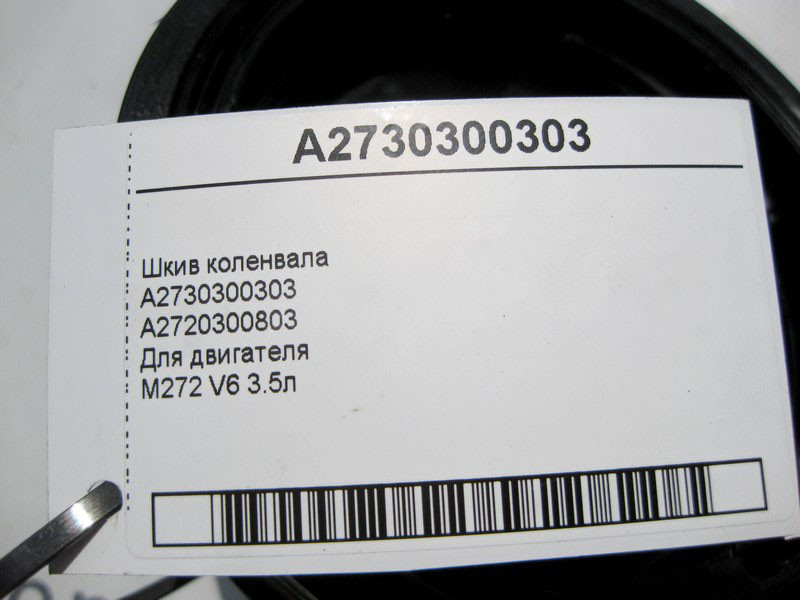 A2730300303
Шкив коленвала
A2730300303
A2720300803
Для двигателя
M272 V6 3.5л